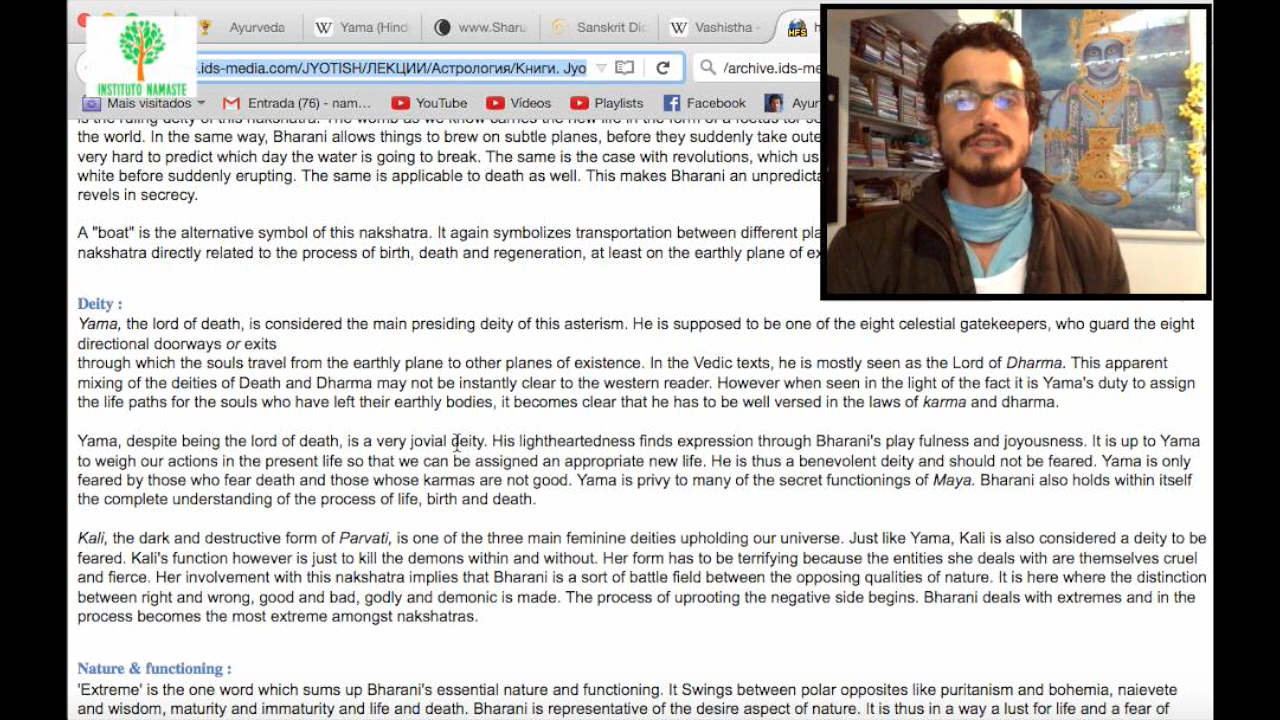 Ayurveda
Yama (Hind
www.Sharu
Sanskrit Dic
Vashistha -
HFS
.ids-media.com/JYOTISH/ЛЕКЦИИ/Астрология/Книги. Jyo
/archive.ids-me
INSTITUTO NAMASTE
Mais visitados
Entrada (76) - nam...
YouTube
Vídeos
Playlists
Facebook
Ayur
is the ruling deity of this nakshatra. The womb as we know carries the new life in the form of a foetus
the world. In the same way, Bharani allows things to brew on subtle planes, before they suddenly take oute
very hard to predict which day the water is going to break. The same is the case with revolutions, which us
white before suddenly erupting. The same is applicable to death as well. This makes Bharani an unpredicta
revels in secrecy.
A "boat" is the alternative symbol of this nakshatra. It again symbolizes transportation between different pla
nakshatra directly related to the process of birth, death and regeneration, at least on the earthly plane of ex
Deity :
Yama, the lord of death, is considered the main presiding deity of this asterism. He is supposed to be one of the eight celestial gatekeepers, who guard the eight
directional doorways or exits
through which the souls travel from the earthly plane to other planes of existence. In the Vedic texts, he is mostly seen as the Lord of Dharma. This apparent
mixing of the deities of Death and Dharma may not be instantly clear to the western reader. However when seen in the light of the fact it is Yama's duty to assign
the life paths for the souls who have left their earthly bodies, it becomes clear that he has to be well versed in the laws of karma and dharma.
Yama, despite being the lord of death, is a very jovial deity. His lightheartedness finds expression through Bharani's play fulness and joyousness. It is up to Yama
to weigh our actions in the present life so that we can be assigned an appropriate new life. He is thus a benevolent deity and should not be feared. Yama is only
feared by those who fear death and those whose karmas are not good. Yama is privy to many of the secret functionings of Maya. Bharani also holds within itself
the complete understanding of the process of life, birth and death.
Kali, the dark and destructive form of Parvati, is one of the three main feminine deities upholding our universe. Just like Yama, Kali is also considered a deity to be
feared. Kali's function however is just to kill the demons within and without. Her form has to be terrifying because the entities she deals with are themselves cruel
and fierce. Her involvement with this nakshatra implies that Bharani is a sort of battle field between the opposing qualities of nature. It is here where the distinction
between right and wrong, good and bad, godly and demonic is made. The process of uprooting the negative side begins. Bharani deals with extremes and in the
process becomes the most extreme amongst nakshatras.
Nature & functioning :
'Extreme' is the one word which sums up Bharani's essential nature and functioning. It Swings between polar opposites like puritanism and bohemia, naievete
and wisdom, maturity and immaturity and life and death. Bharani is representative of the desire aspect of nature. It is thus in a way a lust for life and a fear of